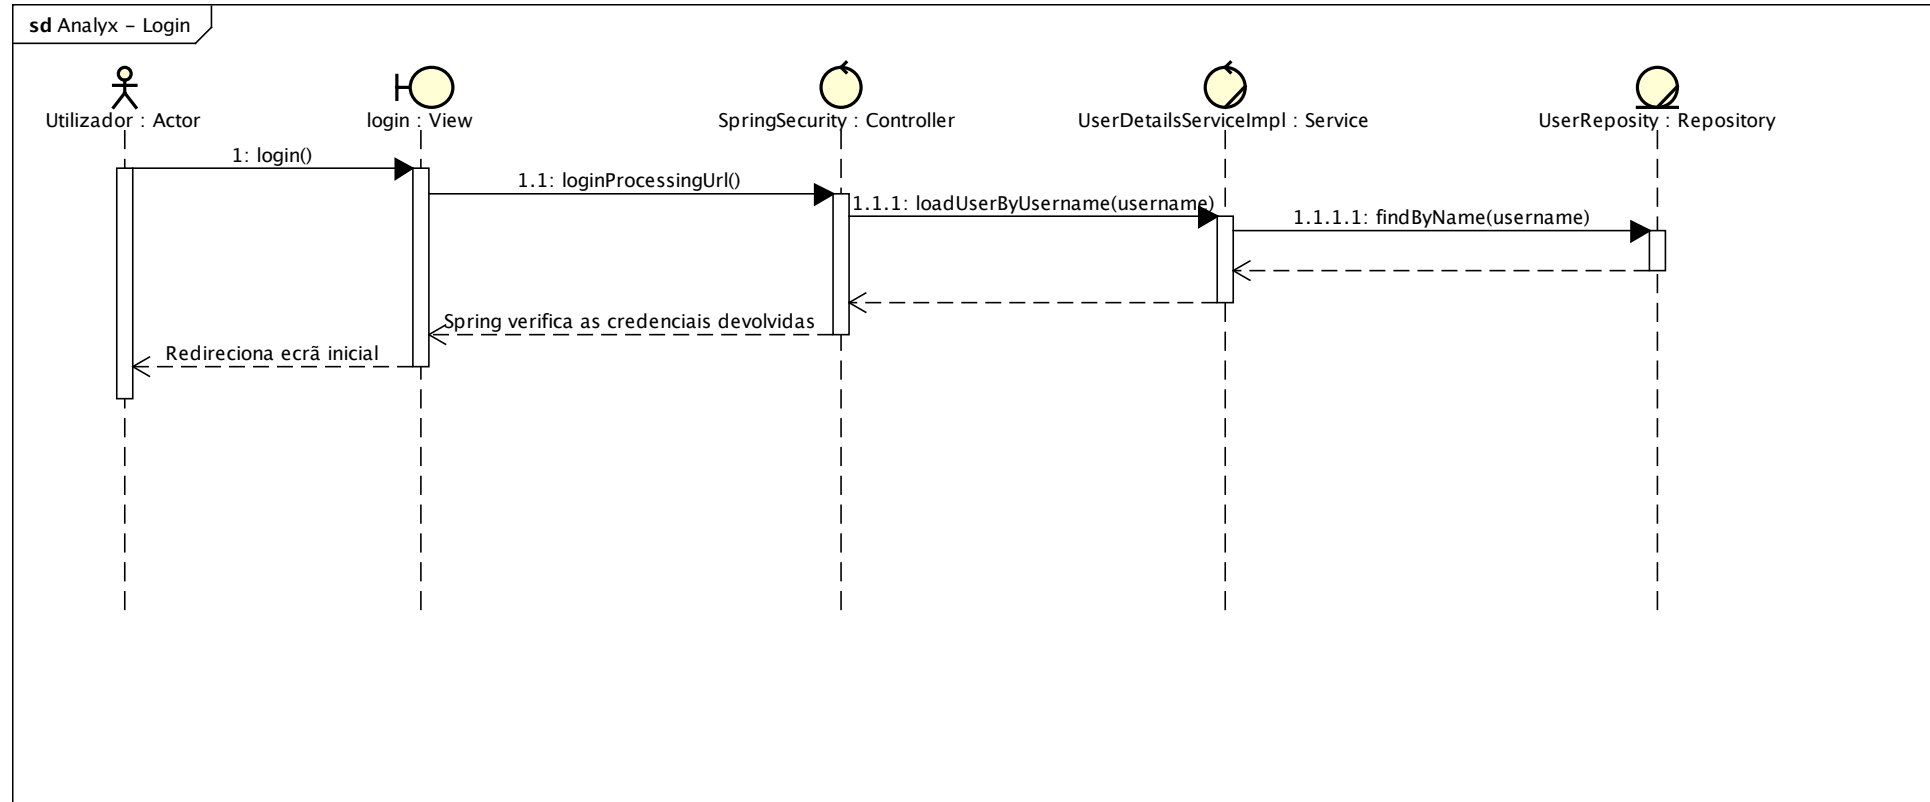 sd Analyx – Login
Utilizador : Actor
login : View
SpringSecurity : Controller
UserDetailsServiceImpl : Service
UserReposity : Repository
1: login()
1.1: loginProcessingUrl()
1.1.1: loadUserByUsername(username)
1.1.1.1: findByName(username)
Spring verifica as credenciais devolvidas
Redireciona ecrã inicial